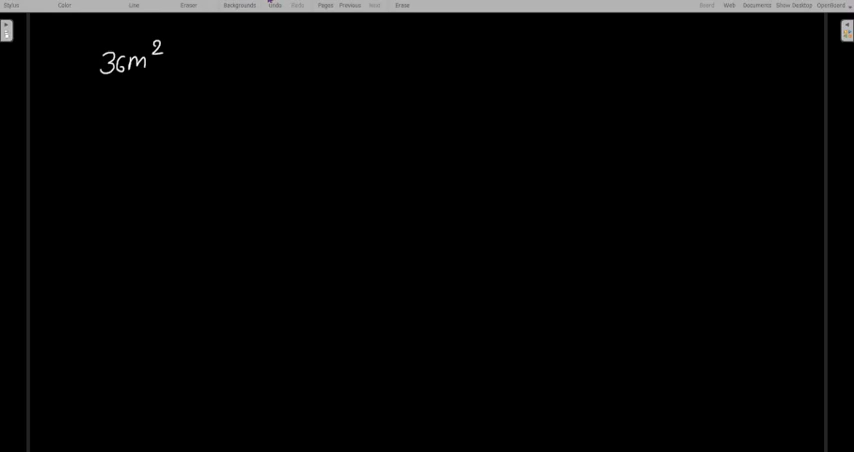 Stylus Color Line Eraser Backgrounds Undo Redo Pages Previous Next Erase Board Web Documents Show Desktop OpenBoard
36m²